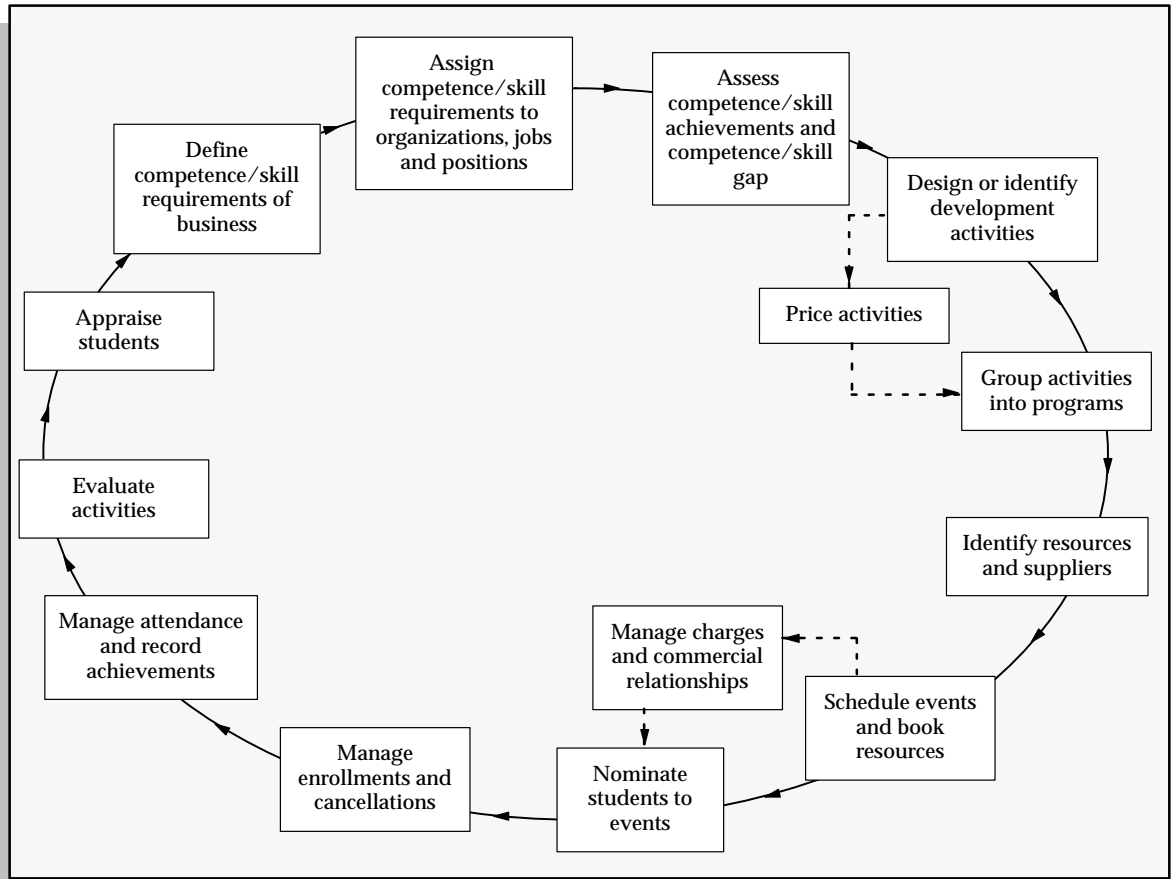 Assign
competence/skill
requirements to
organizations, jobs
and positions
Assess
competence/skill
achievements and
competence/skill
gap
Define
competence/skill
requirements of
business
Design or identify
development
activities
Appraise
students
Price activities
Group activities
into programs
Evaluate
activities
Identify resources
and suppliers
Manage attendance
and record
achievements
Manage charges
and commercial
relationships
Schedule events
and book
resources
Manage
enrollments and
cancellations
Nominate
students to
events